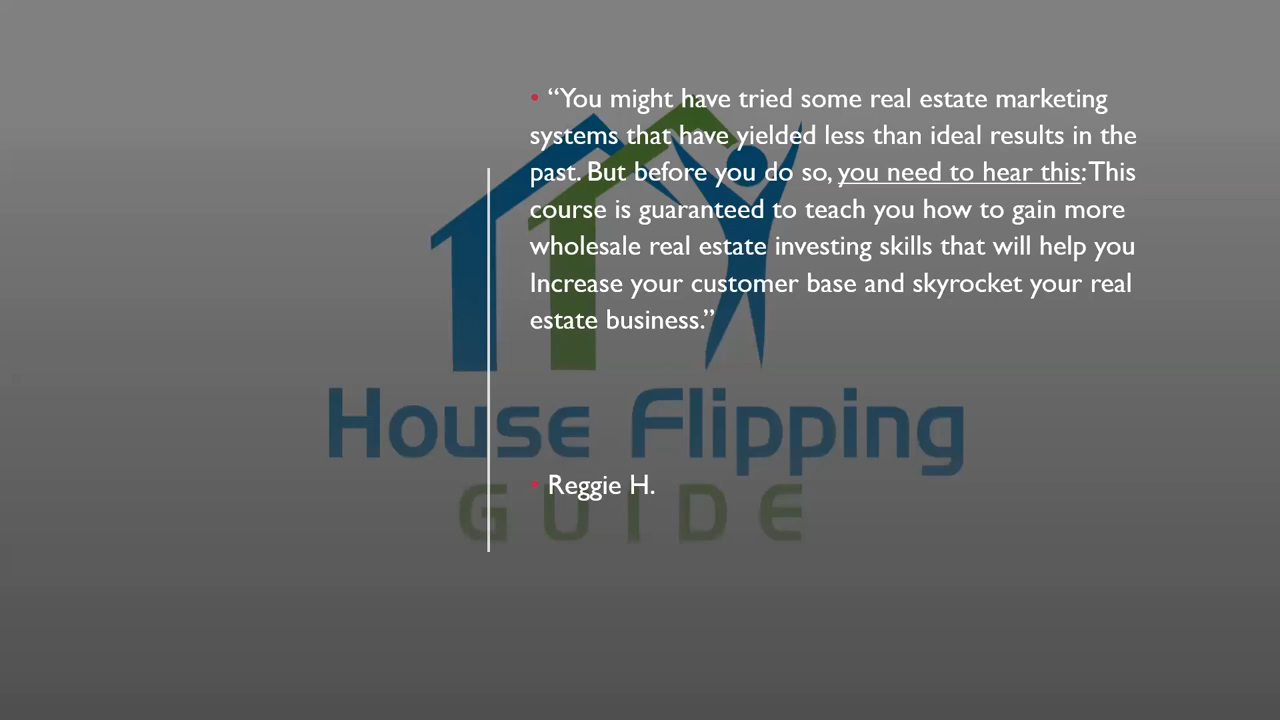 • “You might have tried some real estate marketing
systems that have yielded less than ideal results in the
past. But before you do so, you need to hear this: This
course is guaranteed to teach you how to gain more
wholesale real estate investing skills that will help you
Increase your customer base and skyrocket your real
estate business.”
House Flipping
• Reggie H.
GUIDE